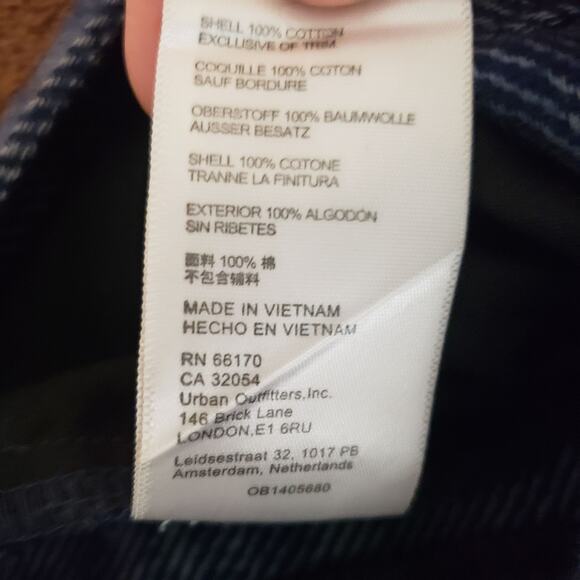 SHELL 100% COTTON
EXCLUSIVE OF TRIM
COQUILLE 100% COTON
SAUF BORDURE
OBERSTOFF 100% BAUMWOLLE
AUSSER BESATZ
SHELL 100% COTONE
TRANNE LA FINITURA
EXTERIOR 100% ALGODÓN
SIN RIBETES
面料 100% 棉
不包含辅料
MADE IN VIETNAM
HECHO EN VIETNAM
RN 66170
CA 32054
Urban Outfitters,Inc.
146 Brick Lane
LONDON,E1 6RU
Leidsestraat 32, 1017 PB
Amsterdam, Netherlands
OB1405680